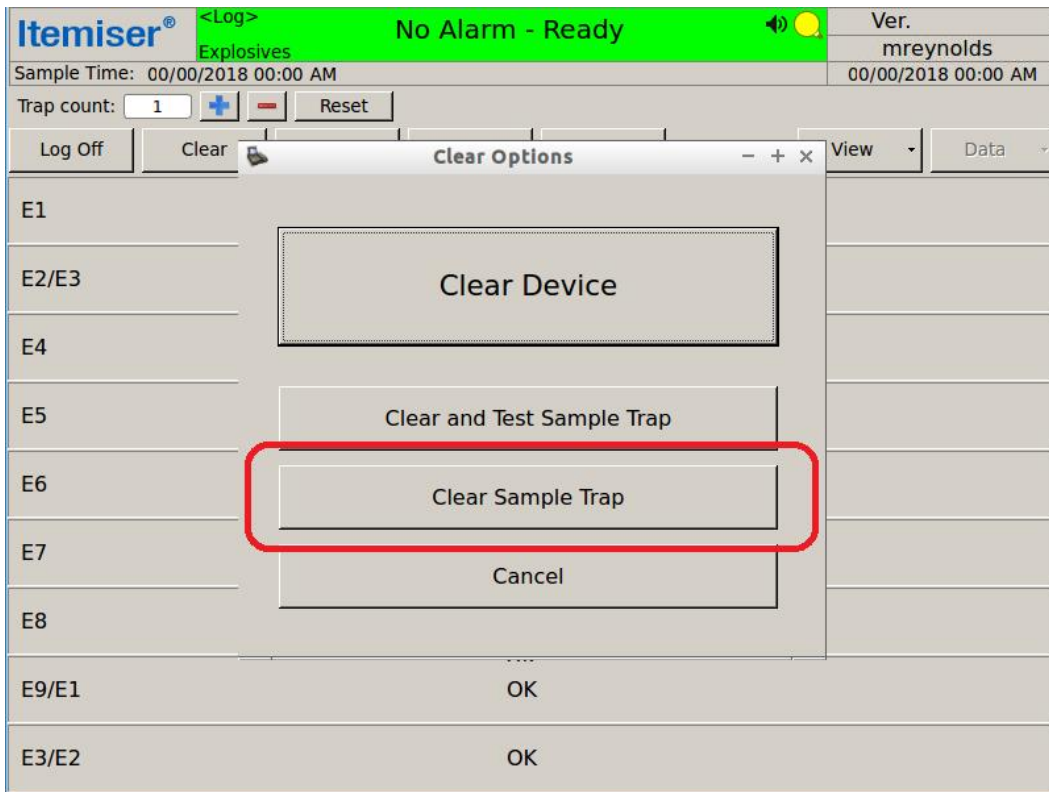 Itemiser®
<Log>
Explosives
No Alarm - Ready
Ver.
mreynolds
Sample Time: 00/00/2018 00:00 AM
00/00/2018 00:00 AM
Trap count: 1 Reset
Log Off Clear View Data
Clear Options
E1
Clear Device
E2/E3
E4
E5
Clear and Test Sample Trap
E6
Clear Sample Trap
E7
Cancel
E8
E9/E1 OK
E3/E2 OK